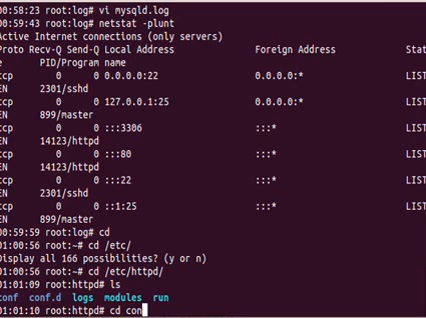 00:58:23 root:log# vi mysqld.log
00:59:43 root:log# netstat -plunt
Active Internet connections (only servers)
Proto Recv-Q Send-Q Local Address Foreign Address Stat
e PID/Program name
tcp 0 0 0.0.0.0:22 0.0.0.0:* LIST
EN 2301/sshd
tcp 0 0 127.0.0.1:25 0.0.0.0:* LIST
EN 899/master
tcp 0 0 :::3306 :::* LIST
EN 14123/httpd
tcp 0 0 :::80 :::* LIST
EN 14123/httpd
tcp 0 0 :::22 :::* LIST
EN 2301/sshd
tcp 0 0 ::1:25 :::* LIST
EN 899/master
00:59:59 root:log# cd
01:00:56 root:~# cd /etc/
Display all 166 possibilities? (y or n)
01:00:56 root:~# cd /etc/httpd/
01:01:09 root:httpd# ls
conf conf.d logs modules run
01:01:10 root:httpd# cd con